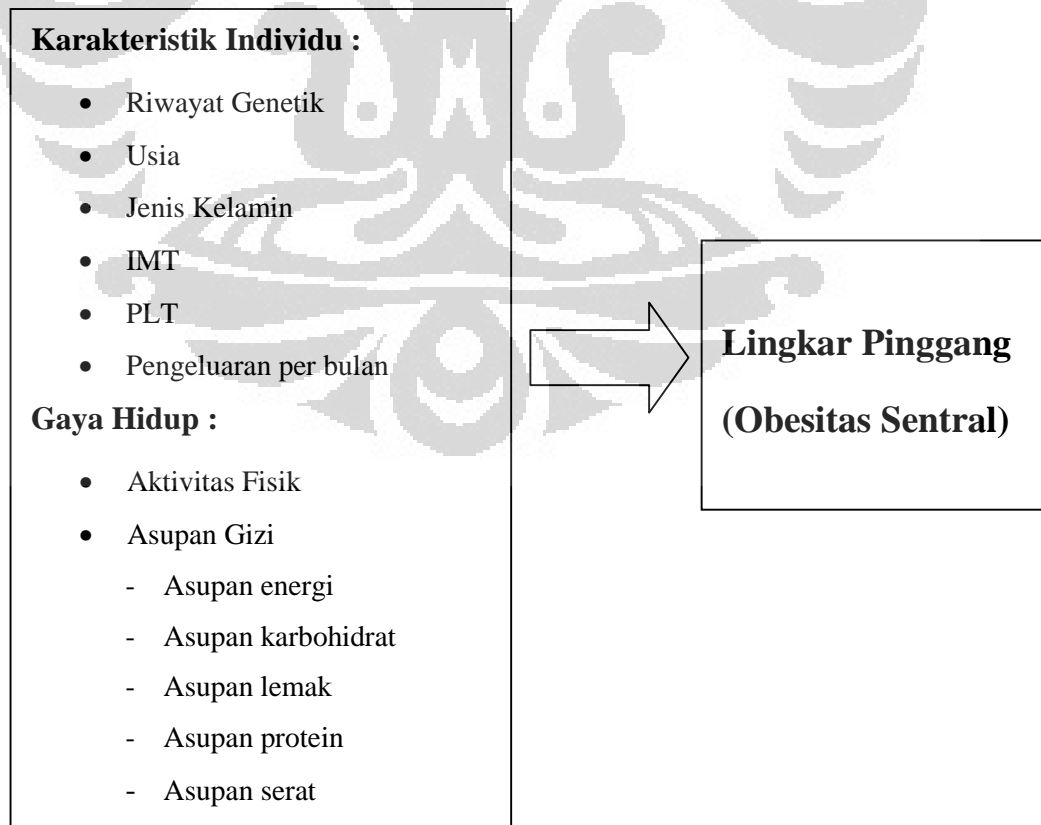 Karakteristik Individu :
• Riwayat Genetik
• Usia
• Jenis Kelamin
• IMT
• PLT
• Pengeluaran per bulan
Gaya Hidup :
• Aktivitas Fisik
• Asupan Gizi
- Asupan energi
- Asupan karbohidrat
- Asupan lemak
- Asupan protein
- Asupan serat
Lingkar Pinggang
(Obesitas Sentral)